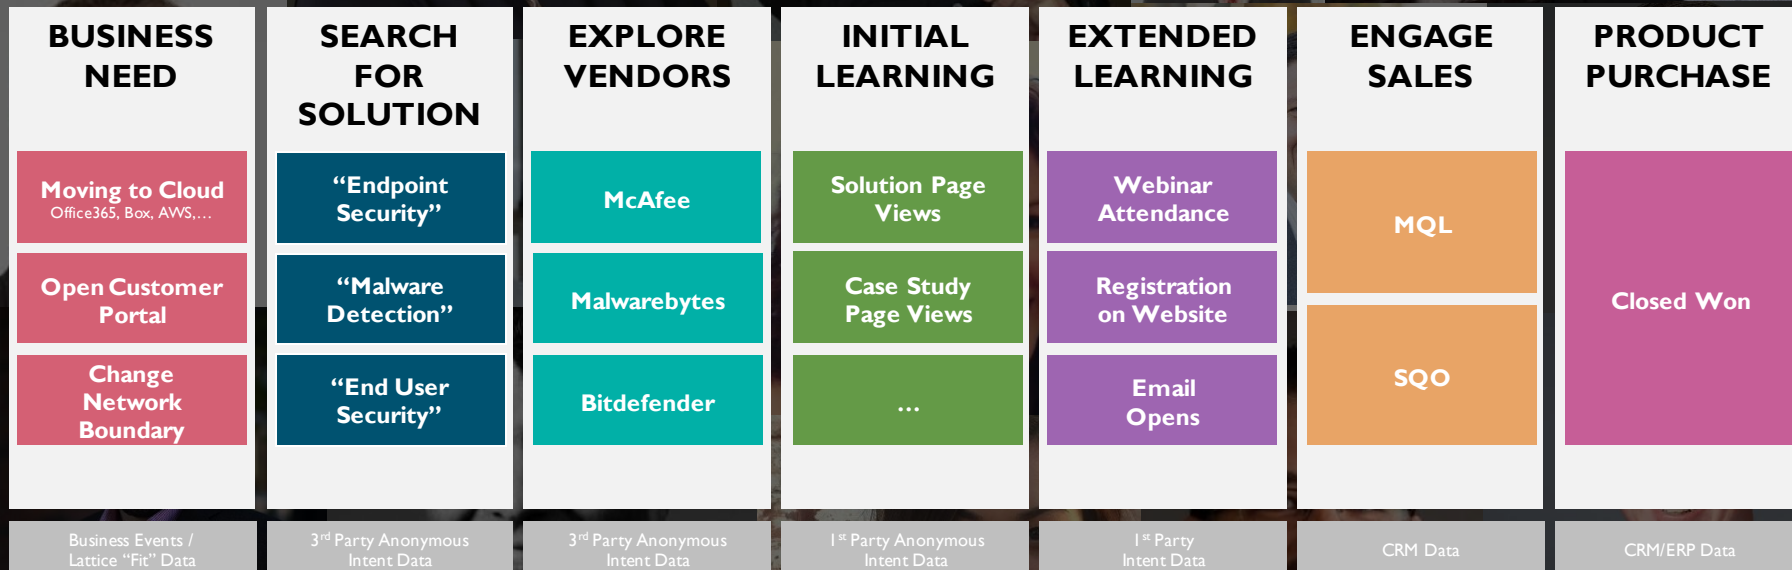 BUSINESS
NEED
Moving to Cloud
Office365, Box, AWS,…
Open Customer
Portal
Change
Network
Boundary
Business Events /
Lattice “Fit” Data
SEARCH
FOR
SOLUTION
“Endpoint
Security”
“Malware
Detection”
“End User
Security”
3rd Party Anonymous
Intent Data
EXPLORE
VENDORS
McAfee
Malwarebytes
Bitdefender
3rd Party Anonymous
Intent Data
INITIAL
LEARNING
Solution Page
Views
Case Study
Page Views
…
1st Party Anonymous
Intent Data
EXTENDED
LEARNING
Webinar
Attendance
Registration
on Website
Email
Opens
1st Party
Intent Data
ENGAGE
SALES
MQL
SQO
CRM Data
PRODUCT
PURCHASE
Closed Won
CRM/ERP Data